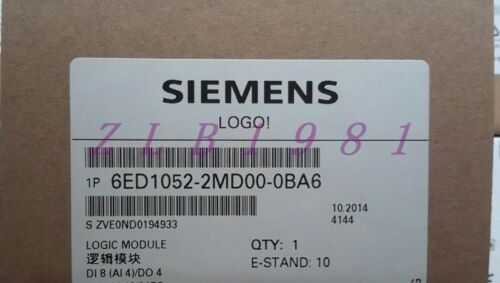 SIEMENS
LOGO!
ZLB1981
1P 6ED1052-2MD00-0BA6
10.2014
4144
S ZVE0ND0194933
LOGIC MODULE
QTY: 1
逻辑模块
E-STAND: 10
DI 8 (AI 4)/DO 4